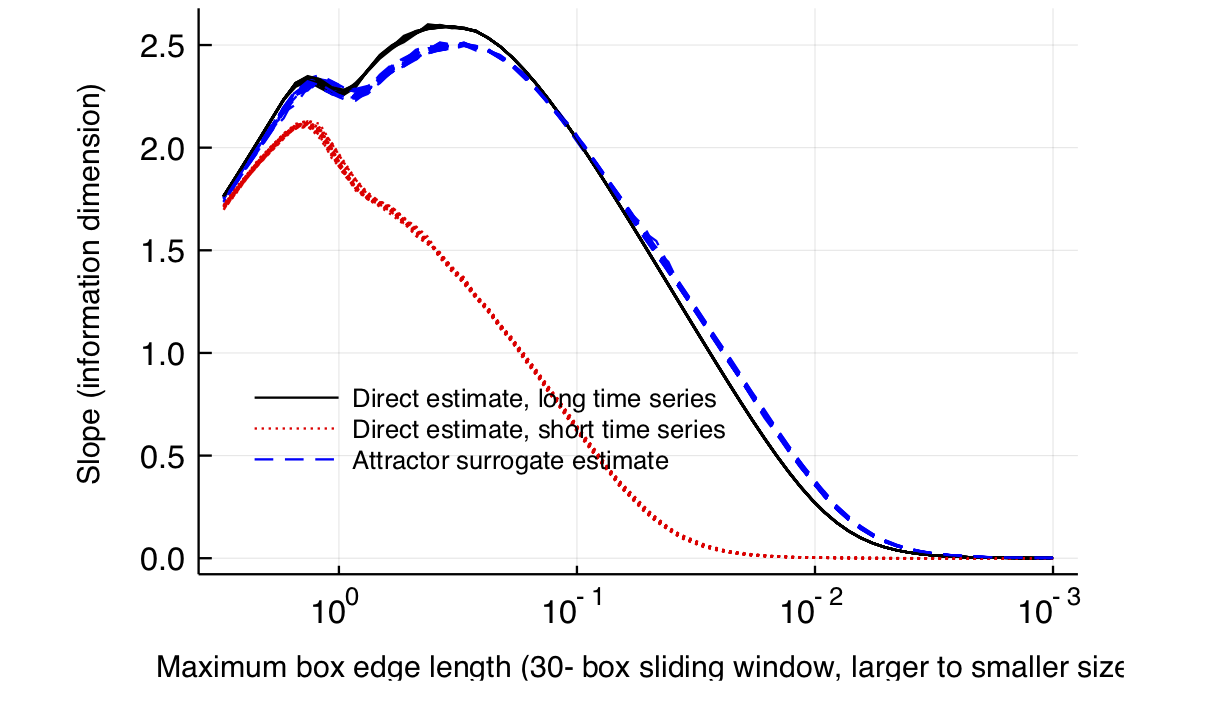 Slope (information dimension)
2.5
2.0
1.5
1.0
0.5
0.0
Direct estimate, long time series
Direct estimate, short time series
Attractor surrogate estimate
10^0 10^-1 10^-2 10^-3
Maximum box edge length (30- box sliding window, larger to smaller size